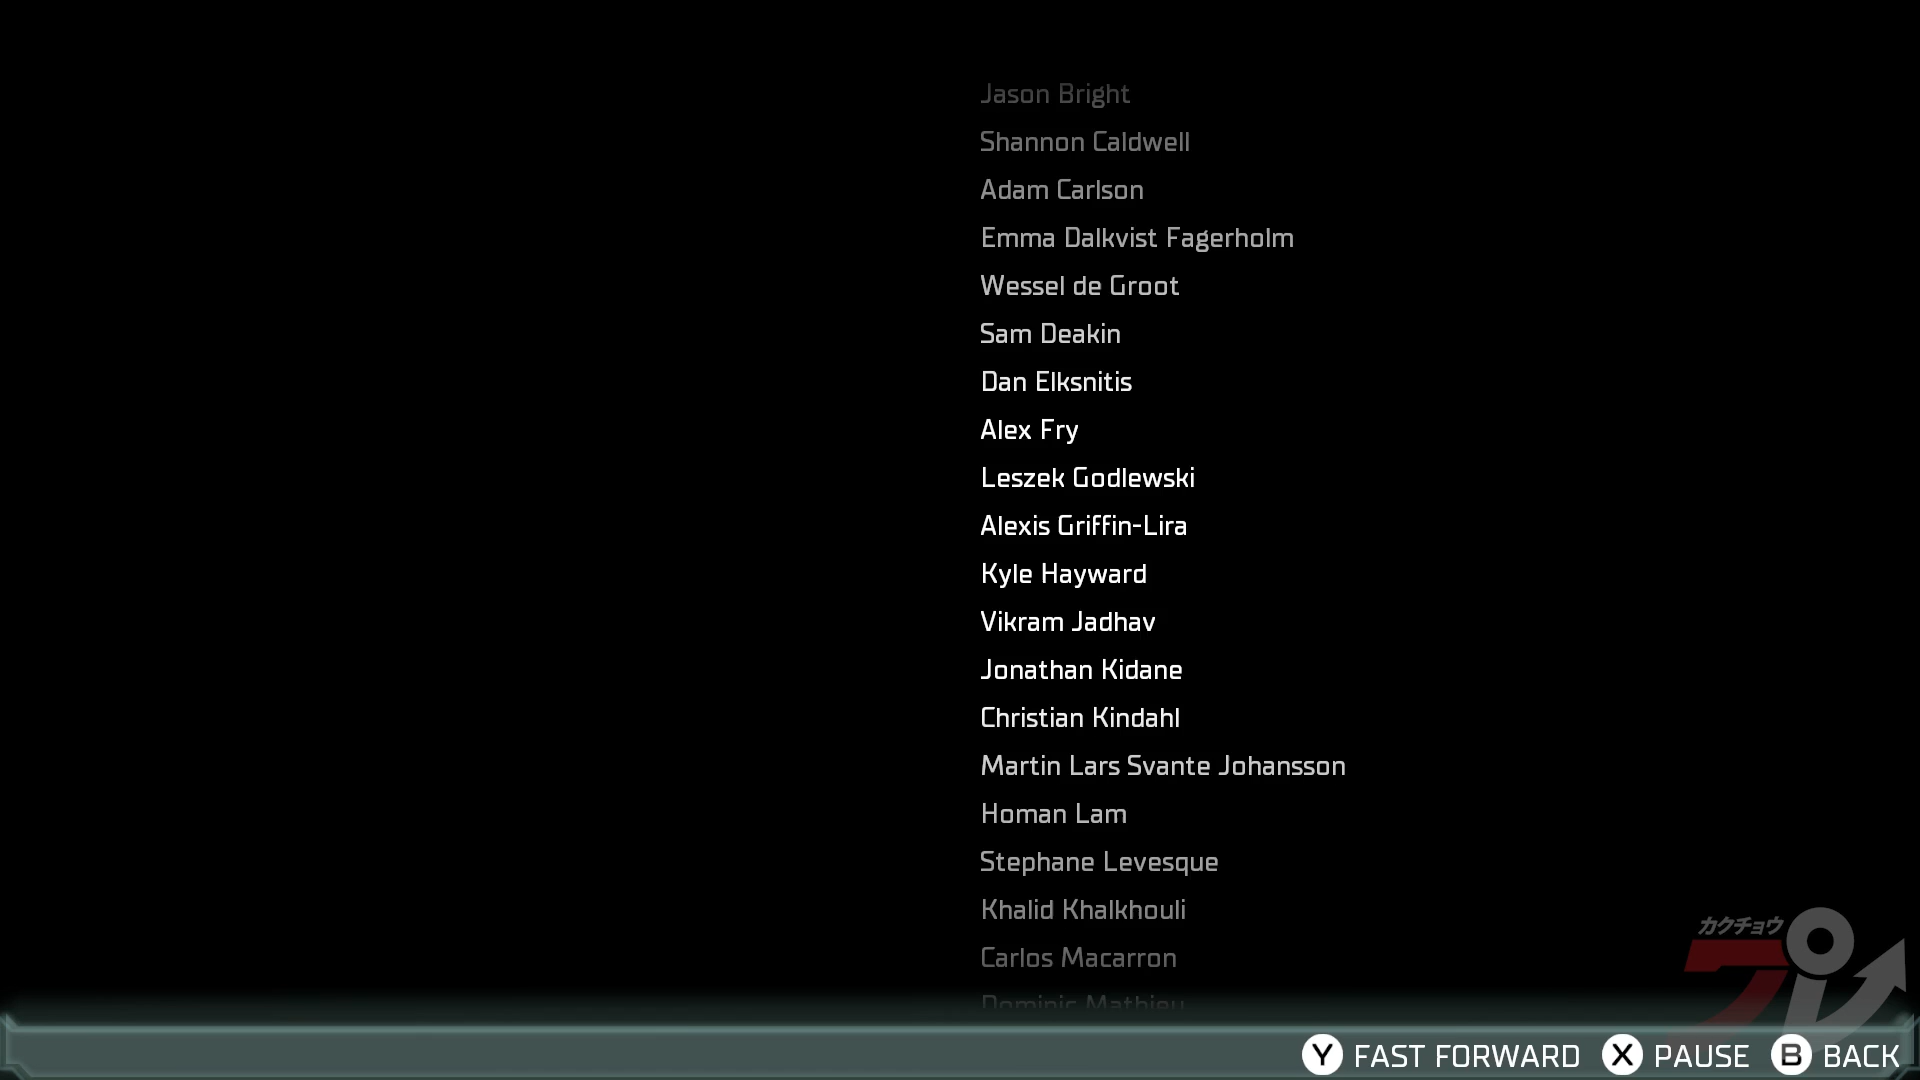 Jason Bright
Shannon Caldwell
Adam Carlson
Emma Dalkvist Fagerholm
Wessel de Groot
Sam Deakin
Dan Elksnitis
Alex Fry
Leszek Godlewski
Alexis Griffin-Lira
Kyle Hayward
Vikram Jadhav
Jonathan Kidane
Christian Kindahl
Martin Lars Svante Johansson
Homan Lam
Stephane Levesque
Khalid Khalkhouli
Carlos Macarron
Dominic Mathieu
カクチョウ
Y FAST FORWARD X PAUSE B BACK